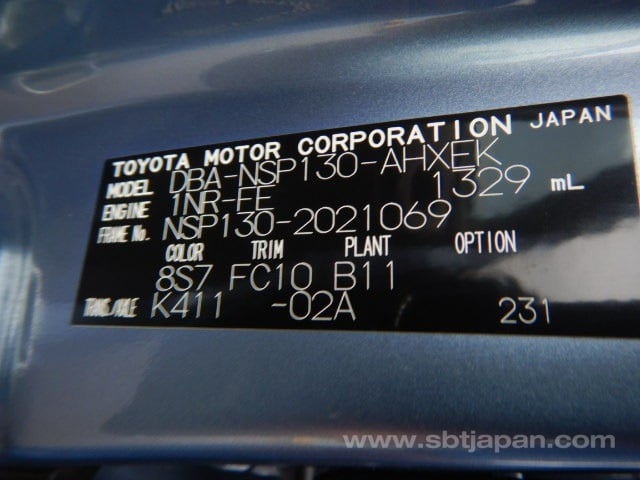 TOYOTA MOTOR CORPORATION JAPAN
MODEL DBA-NSP130-AHXEK
ENGINE 1NR-FE 1329 mL
FRAME No. NSP130-2021069
COLOR TRIM PLANT OPTION
8S7 FC10 B11
TRANS/AXLE K411 -02A 231
www.sbtjapan.com